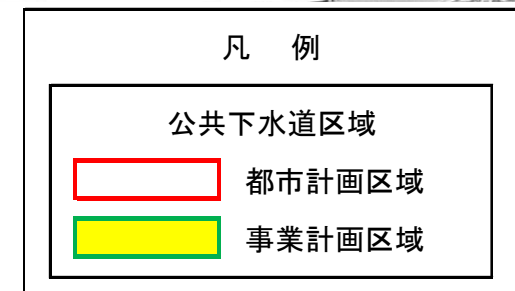 凡 例
公共下水道区域
都市計画区域
事業計画区域